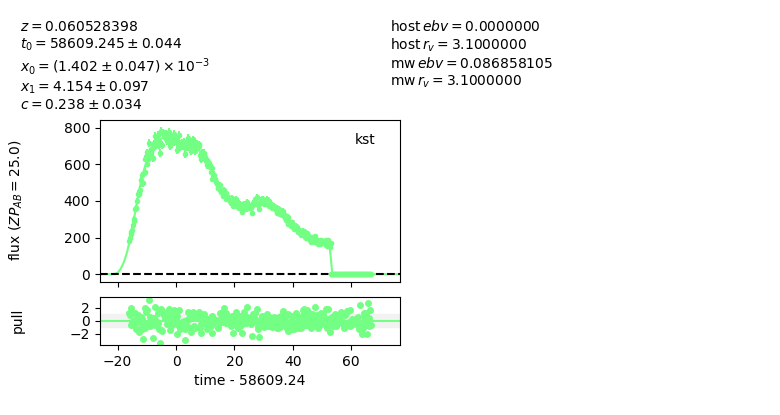 z = 0.060528398
t₀ = 58609.245 ± 0.044
x₀ = (1.402 ± 0.047) × 10⁻³
x₁ = 4.154 ± 0.097
c = 0.238 ± 0.034
host ebv = 0.0000000
host r_v = 3.1000000
mw ebv = 0.086858105
mw r_v = 3.1000000
flux (ZP_AB = 25.0)
800
600
400
200
0
kst
pull
2
0
−2
−20
0
20
40
60
time - 58609.24